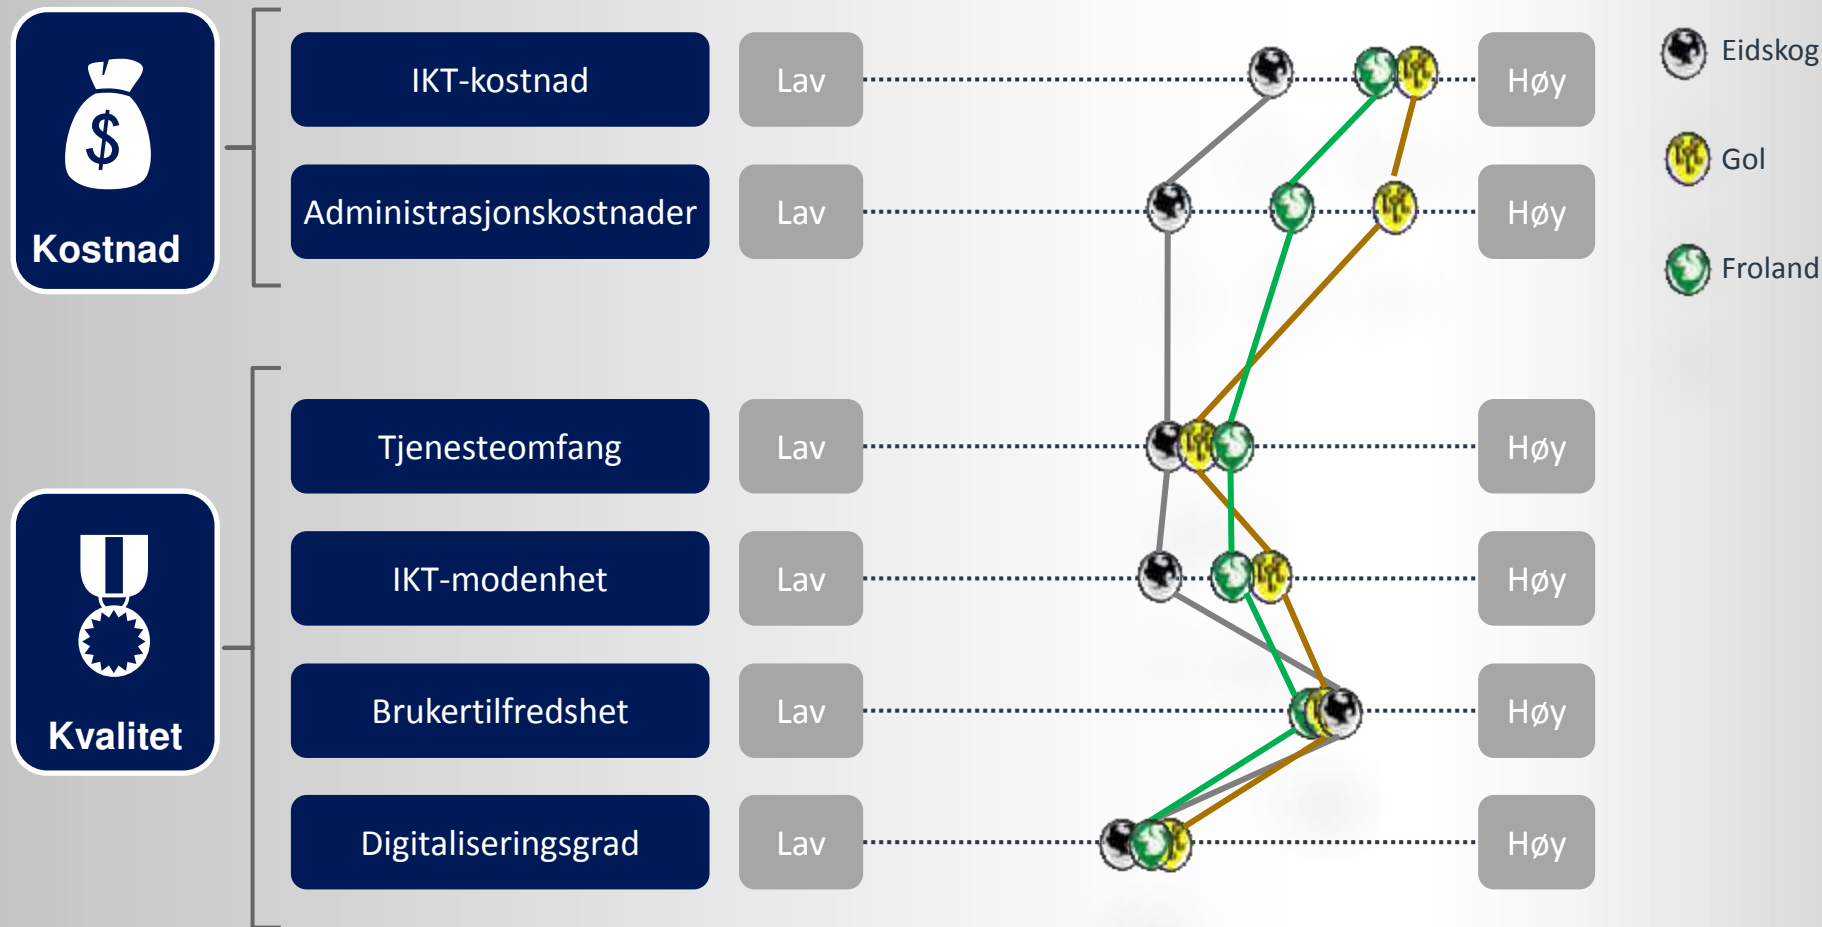 IKT-kostnad Lav Høy
Administrasjonskostnader Lav Høy
$
Kostnad
Tjenesteomfang Lav Høy
IKT-modenhet Lav Høy
Brukertilfredshet Lav Høy
Kvalitet
Digitaliseringsgrad Lav Høy
Eidskog
Gol
Froland